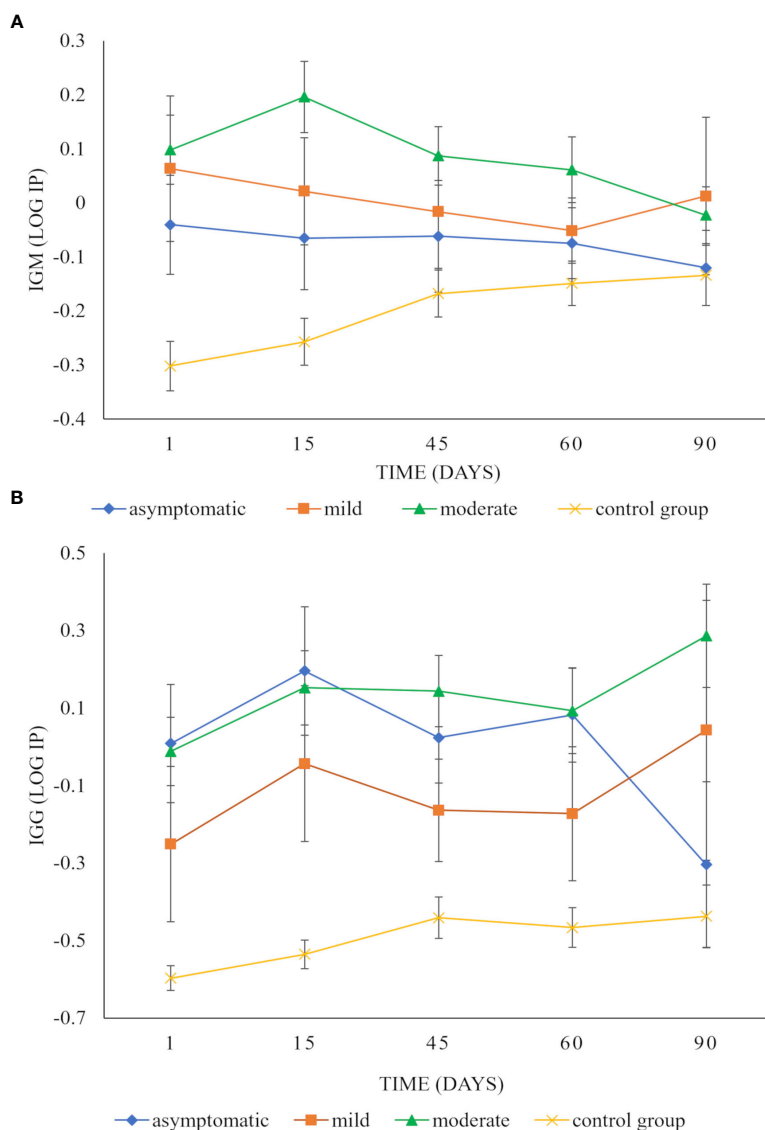 A
0.3
0.2
0.1
0
-0.1
-0.2
-0.3
-0.4
IGM (LOG IP)
1 15 45 60 90
TIME (DAYS)
asymptomatic mild moderate control group
B
0.5
0.3
0.1
-0.1
-0.3
-0.5
-0.7
IGG (LOG IP)
1 15 45 60 90
TIME (DAYS)
asymptomatic mild moderate control group